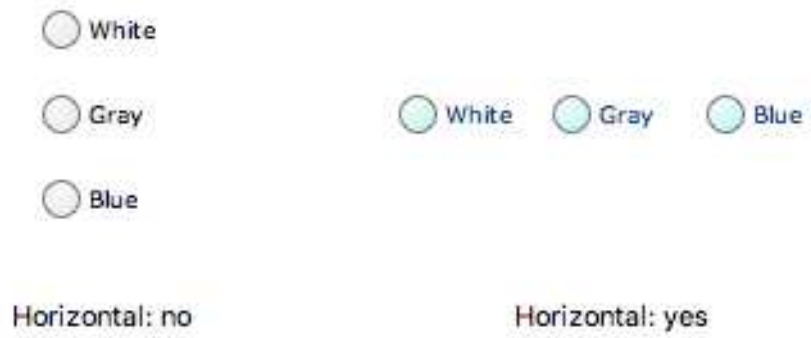 White
Gray
Blue
Horizontal: no
White Gray Blue
Horizontal: yes